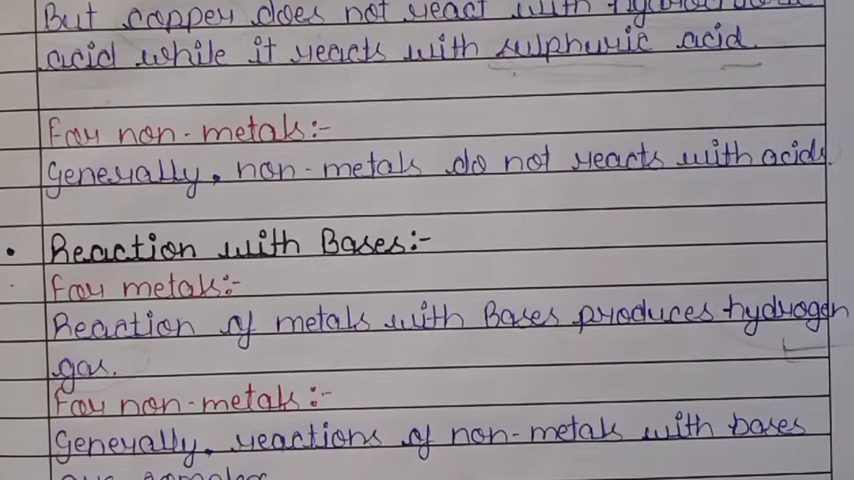 But copper does not react with
acid while it reacts with sulphuric acid.
For non-metals:-
Generally, non-metals do not reacts with acids.
• Reaction with Bases:-
For metals:-
Reaction of metals with Bases produces hydrogen
gas.
For non-metals:-
Generally, reactions of non-metals with bases
are complex